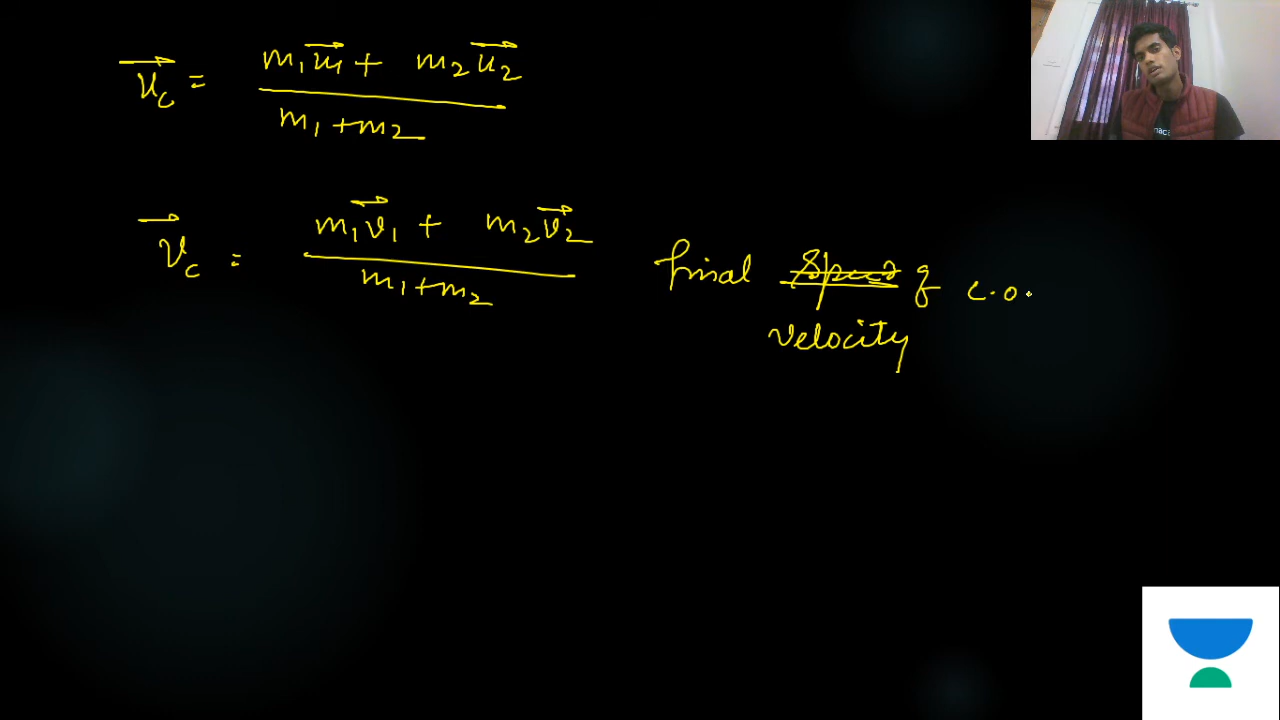 u⃗c = m₁u⃗₁ + m₂u⃗₂
m₁+m₂
v⃗c = m₁v⃗₁ + m₂v⃗₂ final of c.o.
m₁+m₂
velocity